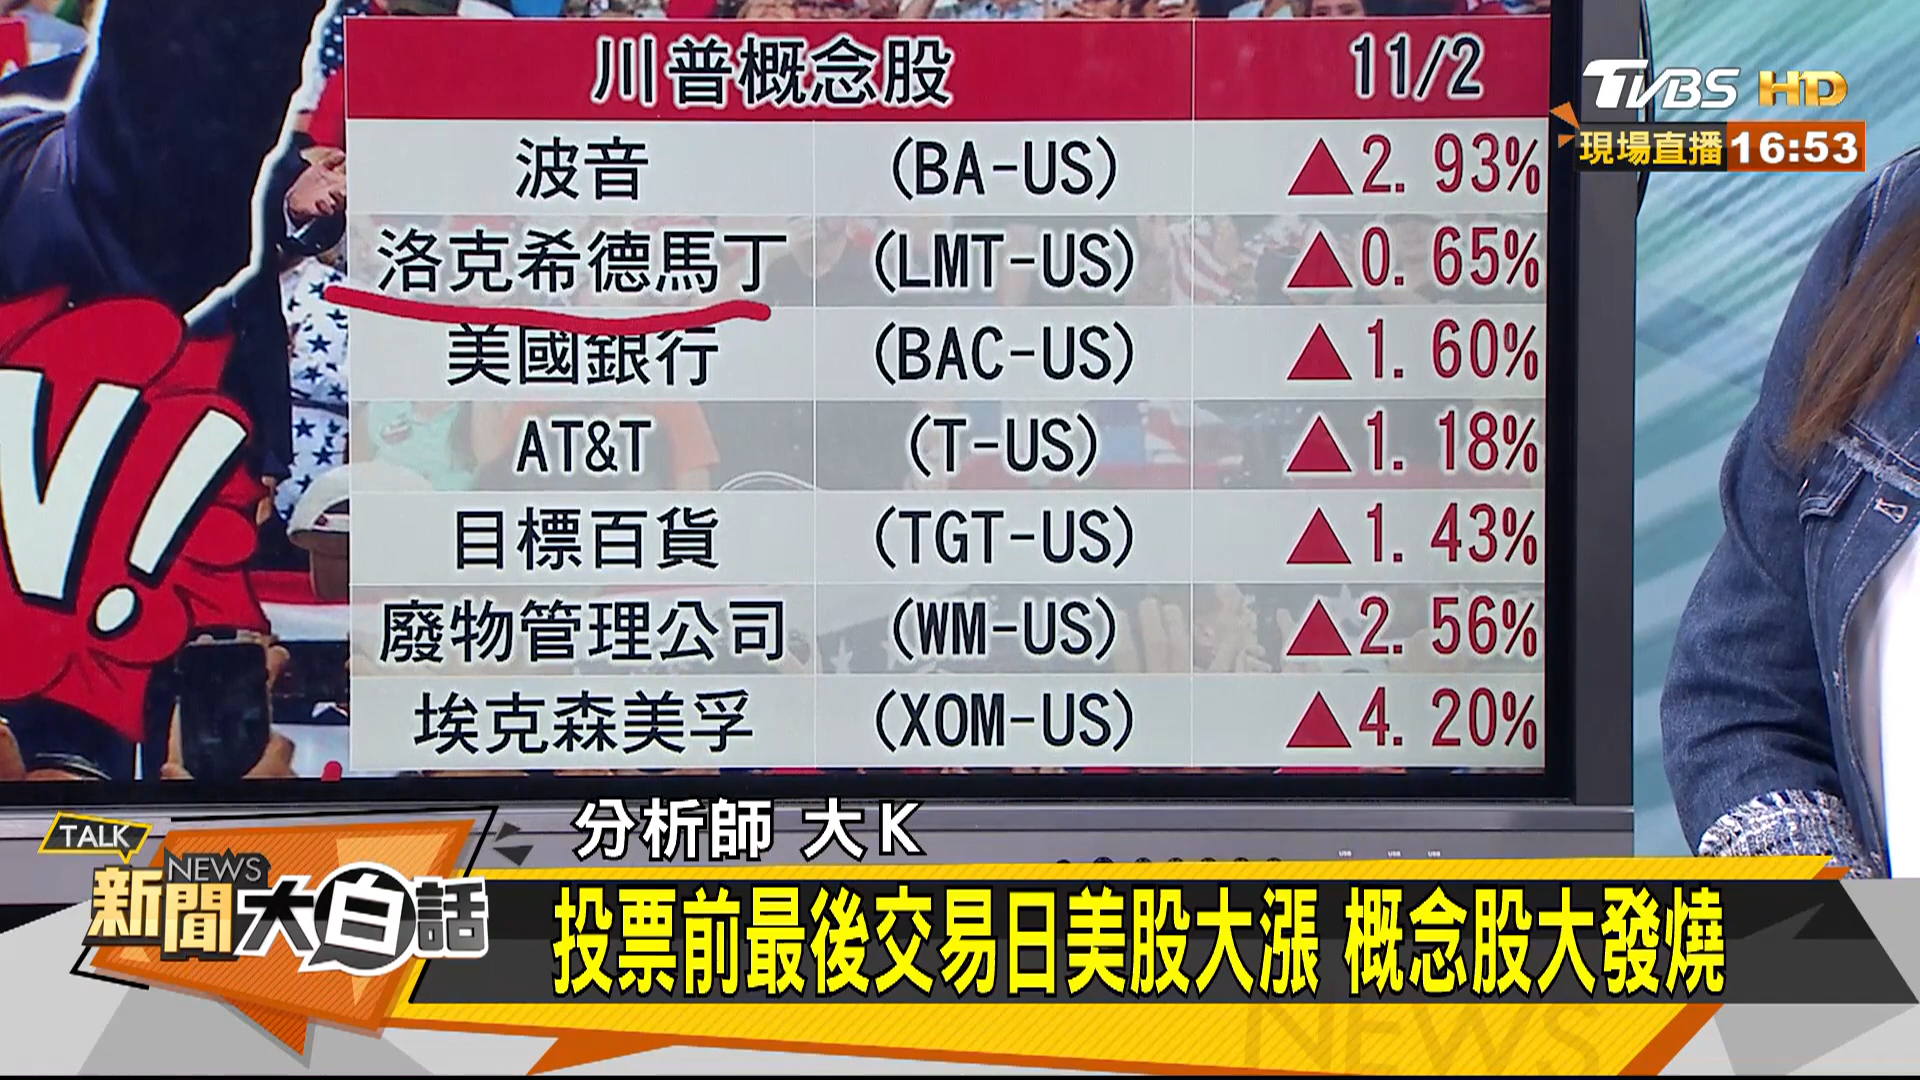 川普概念股 11/2
波音 (BA-US) ▲2.93%
洛克希德馬丁 (LMT-US) ▲0.65%
美國銀行 (BAC-US) ▲1.60%
AT&T (T-US) ▲1.18%
目標百貨 (TGT-US) ▲1.43%
廢物管理公司 (WM-US) ▲2.56%
埃克森美孚 (XOM-US) ▲4.20%
TVBS HD
現場直播 16:53
分析師 大K
TALK
NEWS
新聞大白話
投票前最後交易日美股大漲 概念股大發燒
NEWS